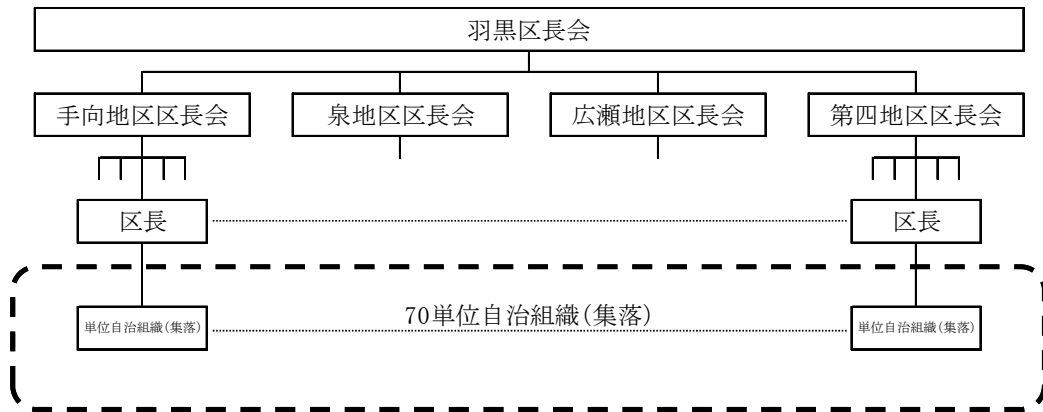 羽黒区長会
手向地区区長会
泉地区区長会
広瀬地区区長会
第四地区区長会
区長
区長
単位自治組織(集落)
70単位自治組織(集落)
単位自治組織(集落)